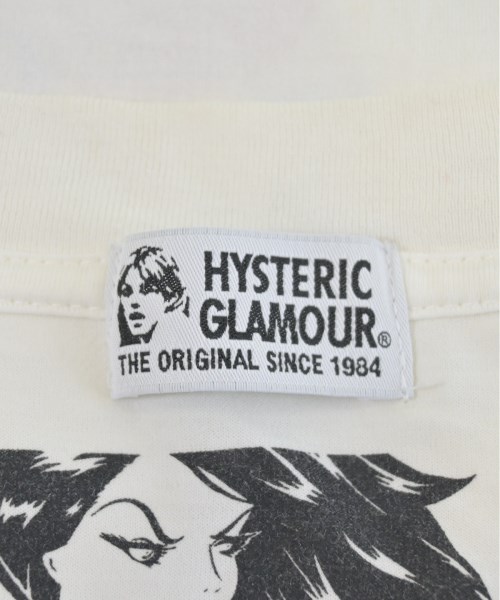 HYSTERIC
GLAMOUR®
THE ORIGINAL SINCE 1984